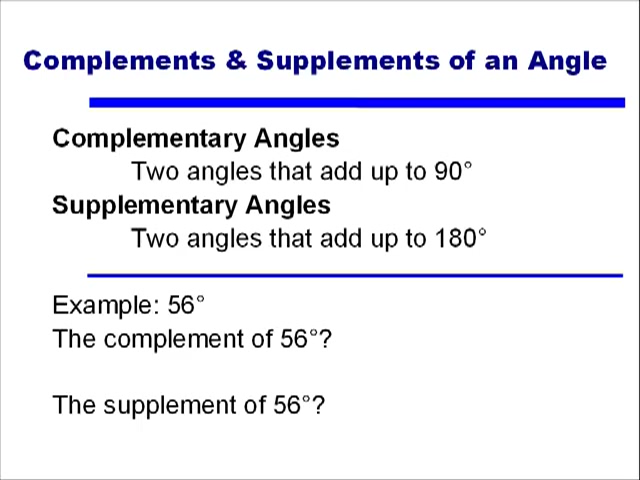 Complements & Supplements of an Angle
Complementary Angles
Two angles that add up to 90°
Supplementary Angles
Two angles that add up to 180°
Example: 56°
The complement of 56°?
The supplement of 56°?